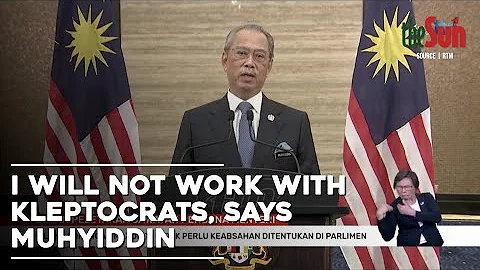 theSun
SOURCE | RTM
I WILL NOT WORK WITH
KLEPTOCRATS, SAYS
MUHYIDDIN
PERLU KEABSAHAN DITENTUKAN DI PARLIMEN